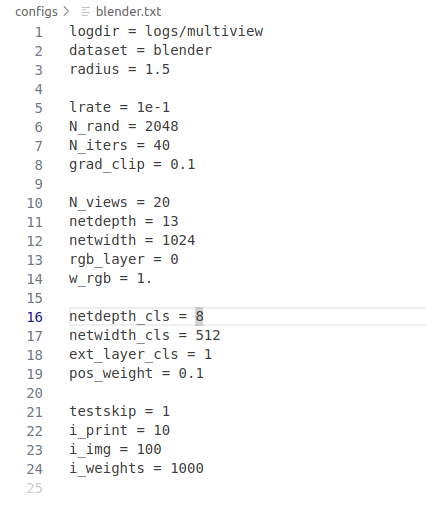 configs > blender.txt
1 logdir = logs/multiview
2 dataset = blender
3 radius = 1.5
4
5 lrate = 1e-1
6 N_rand = 2048
7 N_iters = 40
8 grad_clip = 0.1
9
10 N_views = 20
11 netdepth = 13
12 netwidth = 1024
13 rgb_layer = 0
14 w_rgb = 1.
15
16 netdepth_cls = 8
17 netwidth_cls = 512
18 ext_layer_cls = 1
19 pos_weight = 0.1
20
21 testskip = 1
22 i_print = 10
23 i_img = 100
24 i_weights = 1000
25